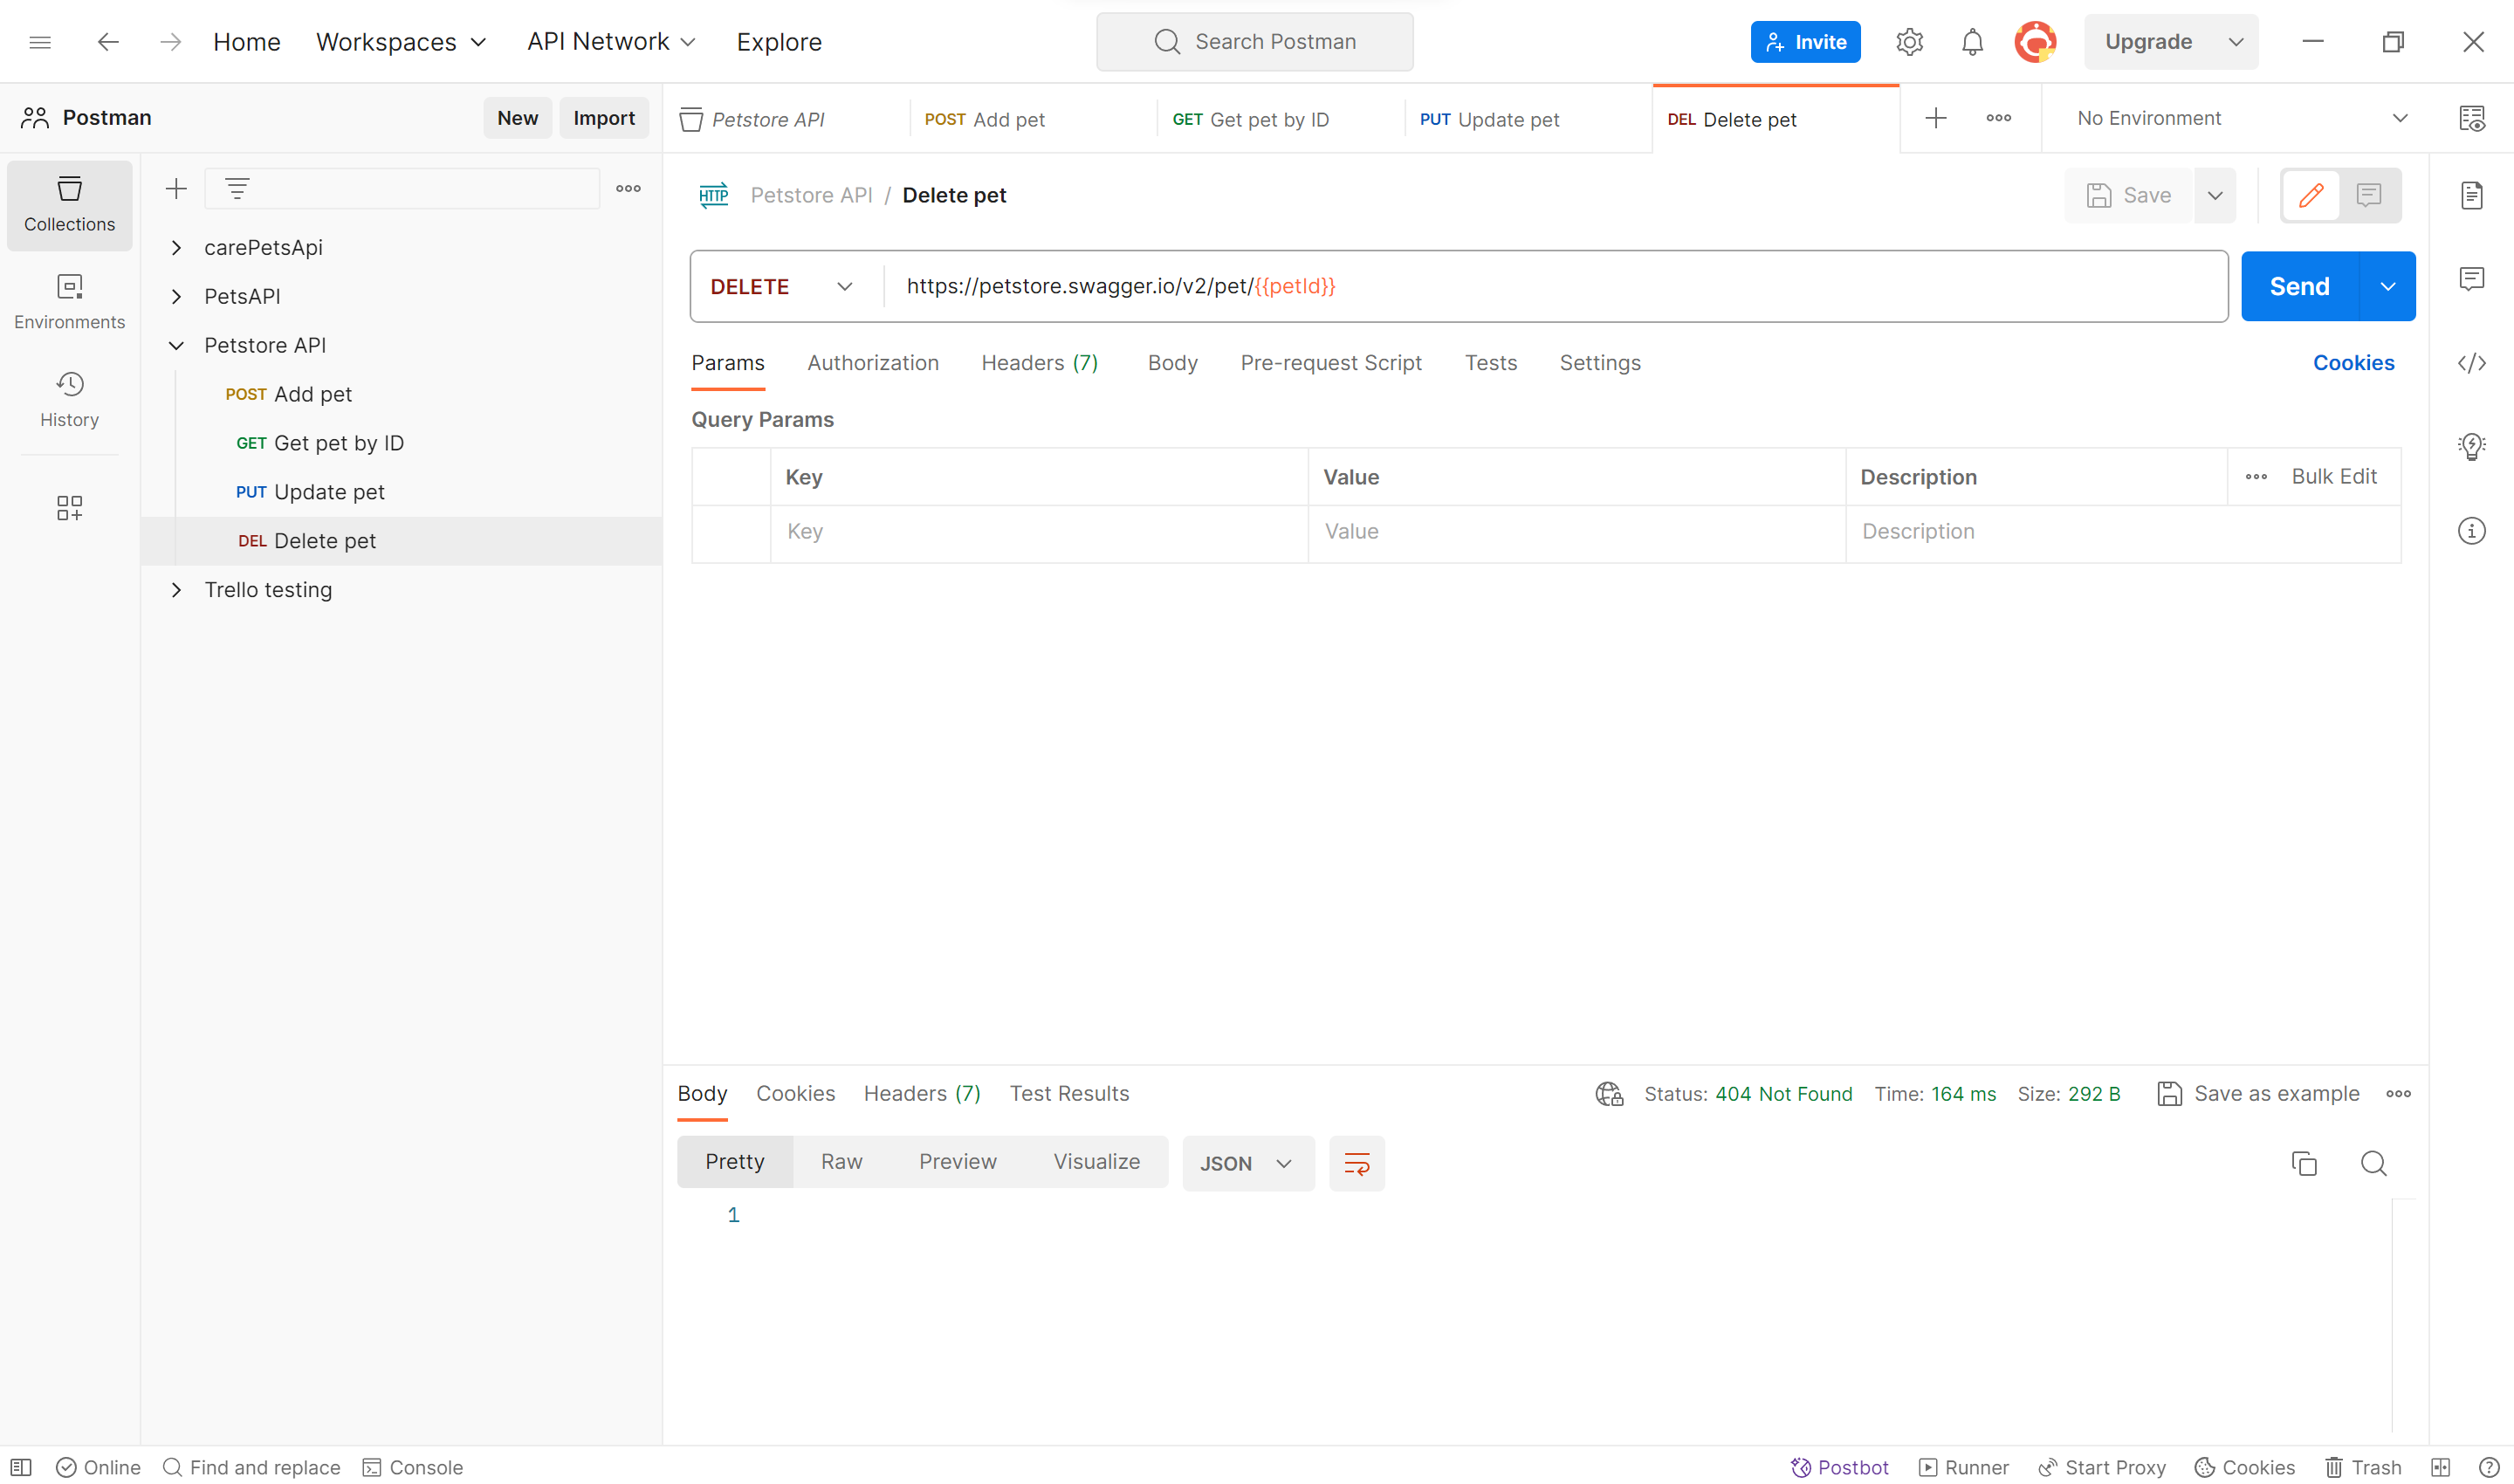 Home Workspaces API Network Explore Search Postman Invite Upgrade
Postman New Import Petstore API POST Add pet GET Get pet by ID PUT Update pet DEL Delete pet No Environment
Collections
Environments
History
carePetsApi
PetsAPI
Petstore API
POST Add pet
GET Get pet by ID
PUT Update pet
DEL Delete pet
Trello testing
HTTP Petstore API / Delete pet Save
DELETE https://petstore.swagger.io/v2/pet/{{petId}} Send
Params Authorization Headers (7) Body Pre-request Script Tests Settings Cookies
Query Params
Key Value Description Bulk Edit
Key Value Description
Body Cookies Headers (7) Test Results Status: 404 Not Found Time: 164 ms Size: 292 B Save as example
Pretty Raw Preview Visualize JSON
1
Online Find and replace Console Postbot Runner Start Proxy Cookies Trash